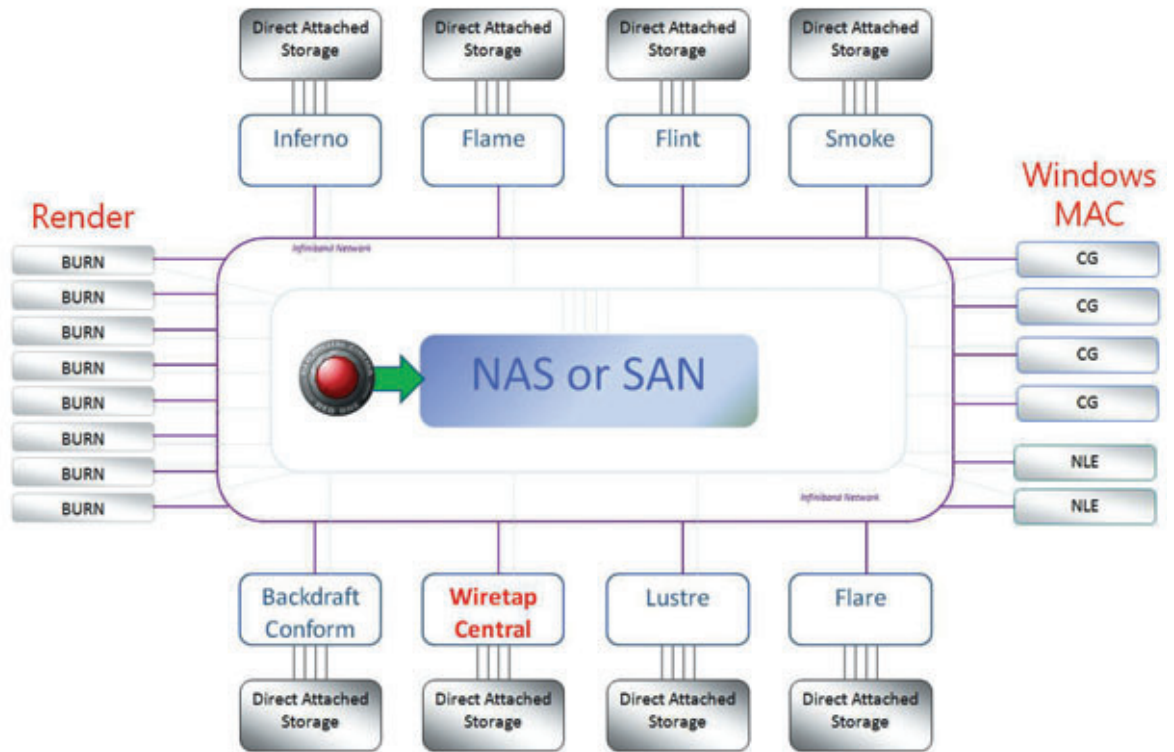 Direct Attached
Storage
Direct Attached
Storage
Direct Attached
Storage
Direct Attached
Storage
Inferno
Flame
Flint
Smoke
Render
Windows
MAC
Infiniband Network
BURN
BURN
BURN
BURN
BURN
BURN
BURN
BURN
NAS or SAN
CG
CG
CG
CG
NLE
NLE
Infiniband Network
Backdraft
Conform
Wiretap
Central
Lustre
Flare
Direct Attached
Storage
Direct Attached
Storage
Direct Attached
Storage
Direct Attached
Storage